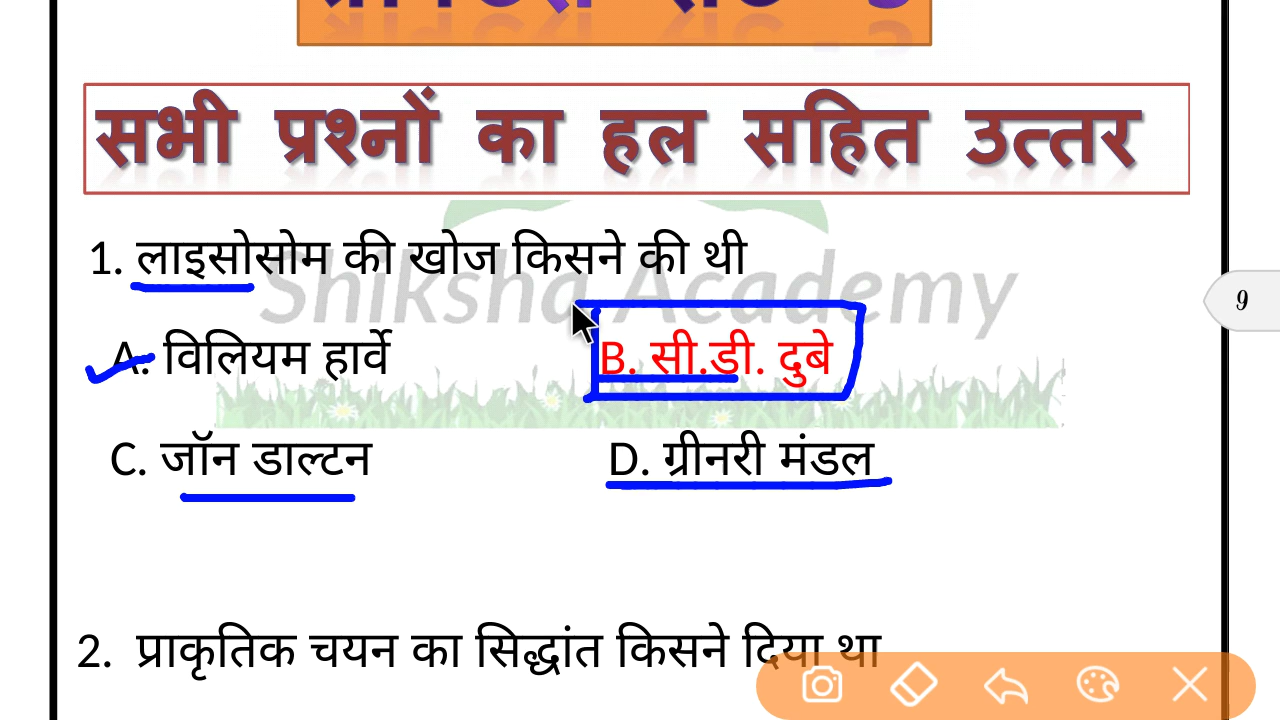 सभी प्रश्नों का हल सहित उत्तर
Shiksha Academy
1. लाइसोसोम की खोज किसने की थी
A. विलियम हार्वे B. सी.डी. दुबे
C. जॉन डाल्टन D. ग्रीनरी मंडल
9
2. प्राकृतिक चयन का सिद्धांत किसने दिया था